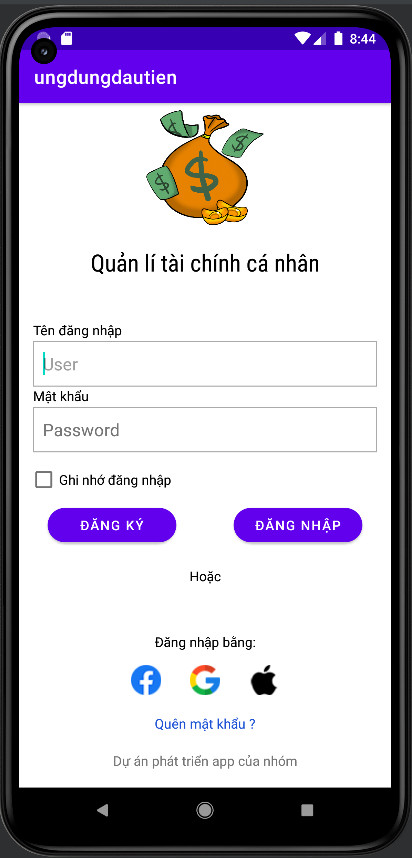 8:44
ungdungdautien
$
$
$
$
Quản lí tài chính cá nhân
Tên đăng nhập
User
Mật khẩu
Password
Ghi nhớ đăng nhập
ĐĂNG KÝ ĐĂNG NHẬP
Hoặc
Đăng nhập bằng:
Quên mật khẩu ?
Dự án phát triển app của nhóm